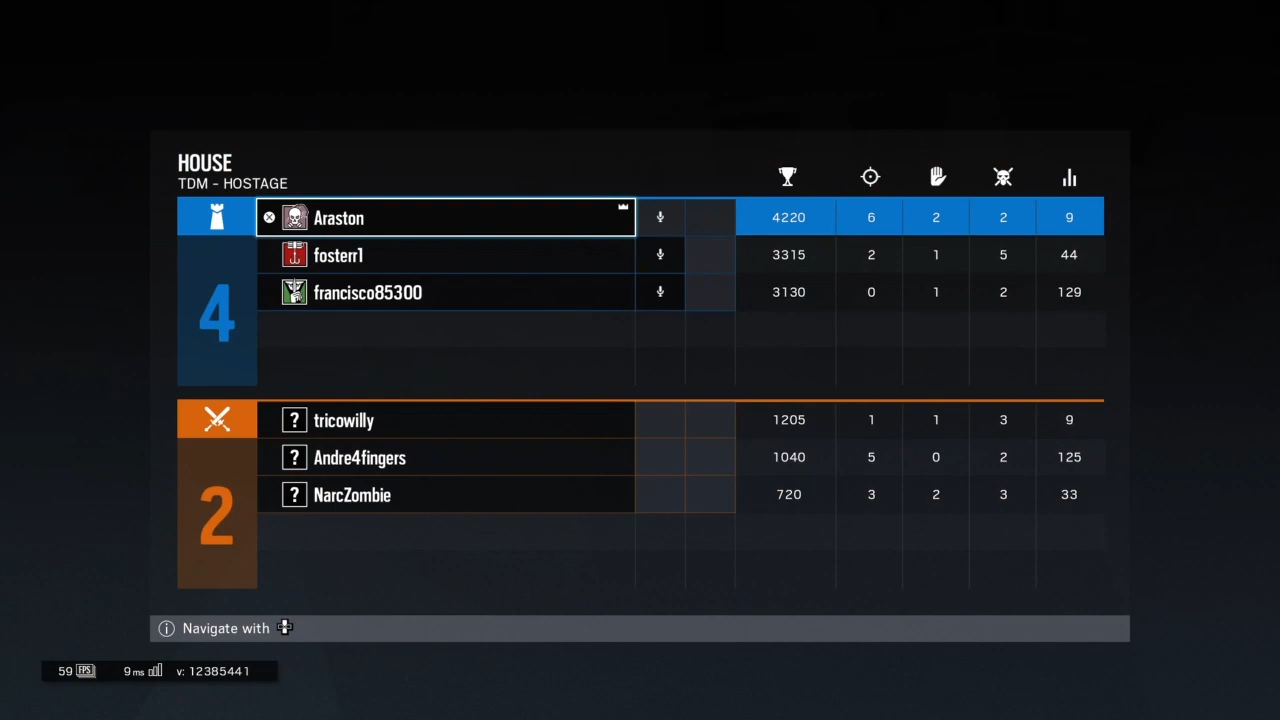 HOUSE
TDM - HOSTAGE
Araston 4220 6 2 2 9
fosterr1 3315 2 1 5 44
francisco85300 3130 0 1 2 129
4
? tricowilly 1205 1 1 3 9
? Andre4fingers 1040 5 0 2 125
? NarcZombie 720 3 2 3 33
2
Navigate with
59 FPS 9 ms v: 12385441